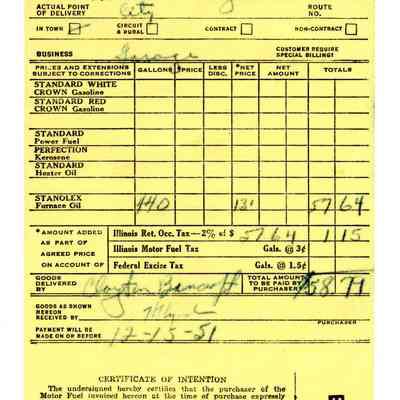 ACTUAL POINT
OF DELIVERY City ROUTE
NO.
IN TOWN CIRCUIT
& RURAL CONTRACT NON-CONTRACT
BUSINESS Garage CUSTOMER REQUIRE
SPECIAL BILLING?
PRICES AND EXTENSIONS
SUBJECT TO CORRECTIONS GALLONS *PRICE LESS
DISC. *NET
PRICE NET
AMOUNT TOTALS
STANDARD WHITE
CROWN Gasoline
STANDARD RED
CROWN Gasoline
STANDARD
Power Fuel
PERFECTION
Kerosene
STANDARD
Heater Oil
STANOLEX
Furnace Oil 440 131 57 64
*AMOUNT ADDED
AS PART OF
AGREED PRICE
ON ACCOUNT OF
Illinois Ret. Occ. Tax—2% of $ 57 64 1 15
Illinois Motor Fuel Tax Gals. @ 3¢
Federal Excise Tax Gals. @ 1.5¢
GOODS
DELIVERED
BY Clayton Bancroft TOTAL AMOUNT
TO BE PAID BY
PURCHASER 58.79
GOODS AS SHOWN
HEREON
RECEIVED BY
PURCHASER
PAYMENT WILL BE
MADE ON OR BEFORE 12-15-51
CERTIFICATE OF INTENTION
The undersigned hereby certifies that the purchaser of the
Motor Fuel invoiced herein at the time of purchase expressly